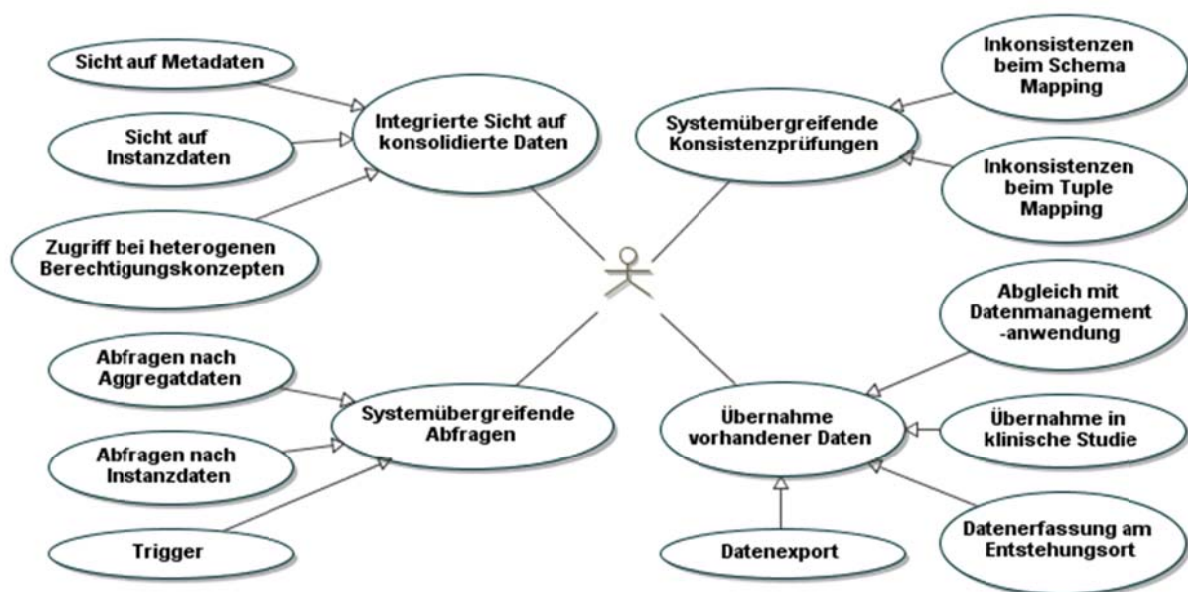 Sicht auf Metadaten
Sicht auf
Instanzdaten
Zugriff bei heterogenen
Berechtigungskonzepten
Integrierte Sicht auf
konsolidierte Daten
Systemübergreifende
Konsistenzprüfungen
Inkonsistenzen
beim Schema
Mapping
Inkonsistenzen
beim Tuple
Mapping
Abfragen nach
Aggregatdaten
Abfragen nach
Instanzdaten
Trigger
Systemübergreifende
Abfragen
Übernahme
vorhandener Daten
Datenexport
Abgleich mit
Datenmanagement
-anwendung
Übernahme in
klinische Studie
Datenerfassung am
Entstehungsort